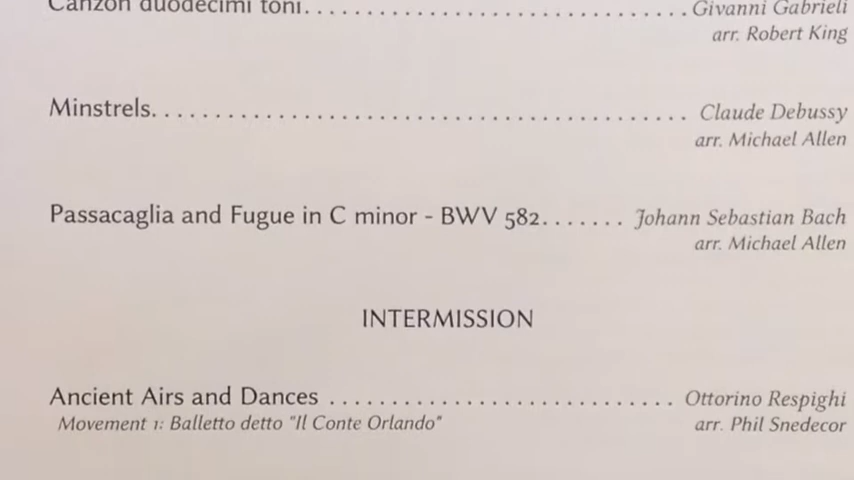 Canzon duodecimi toni. . . . . . . . . . . . . . . . . . . . . . . . . . . . . . . . . . . . . . Givanni Gabrieli
arr. Robert King
Minstrels. . . . . . . . . . . . . . . . . . . . . . . . . . . . . . . . . . . . . . . . . . . . . . Claude Debussy
arr. Michael Allen
Passacaglia and Fugue in C minor - BWV 582. . . . . . . Johann Sebastian Bach
arr. Michael Allen
INTERMISSION
Ancient Airs and Dances . . . . . . . . . . . . . . . . . . . . . . . . . . . . . Ottorino Respighi
Movement 1: Balletto detto "Il Conte Orlando"
arr. Phil Snedecor